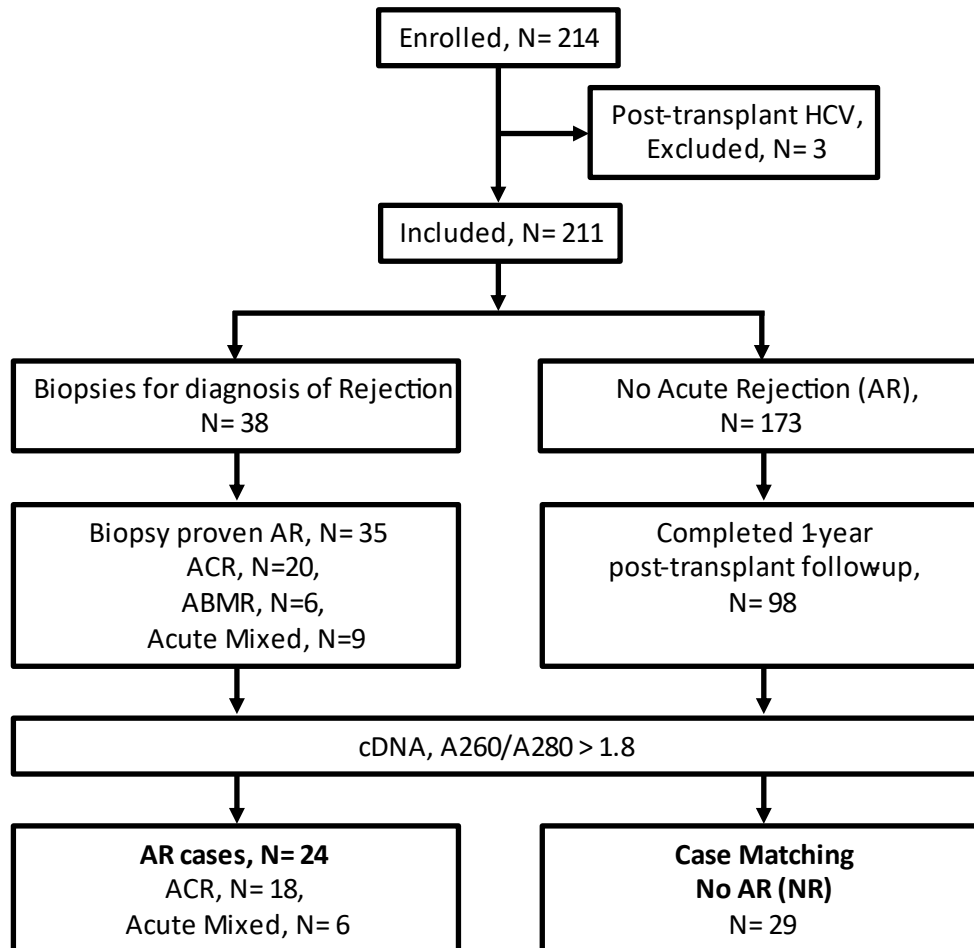 Enrolled, N= 214
Post-transplant HCV,
Excluded, N= 3
Included, N= 211
Biopsies for diagnosis of Rejection
N= 38
No Acute Rejection (AR),
N= 173
Biopsy proven AR, N= 35
ACR, N=20,
ABMR, N=6,
Acute Mixed, N=9
Completed 1-year
post-transplant follow-up,
N= 98
cDNA, A260/A280 > 1.8
AR cases, N= 24
ACR, N= 18,
Acute Mixed, N= 6
Case Matching
No AR (NR)
N= 29